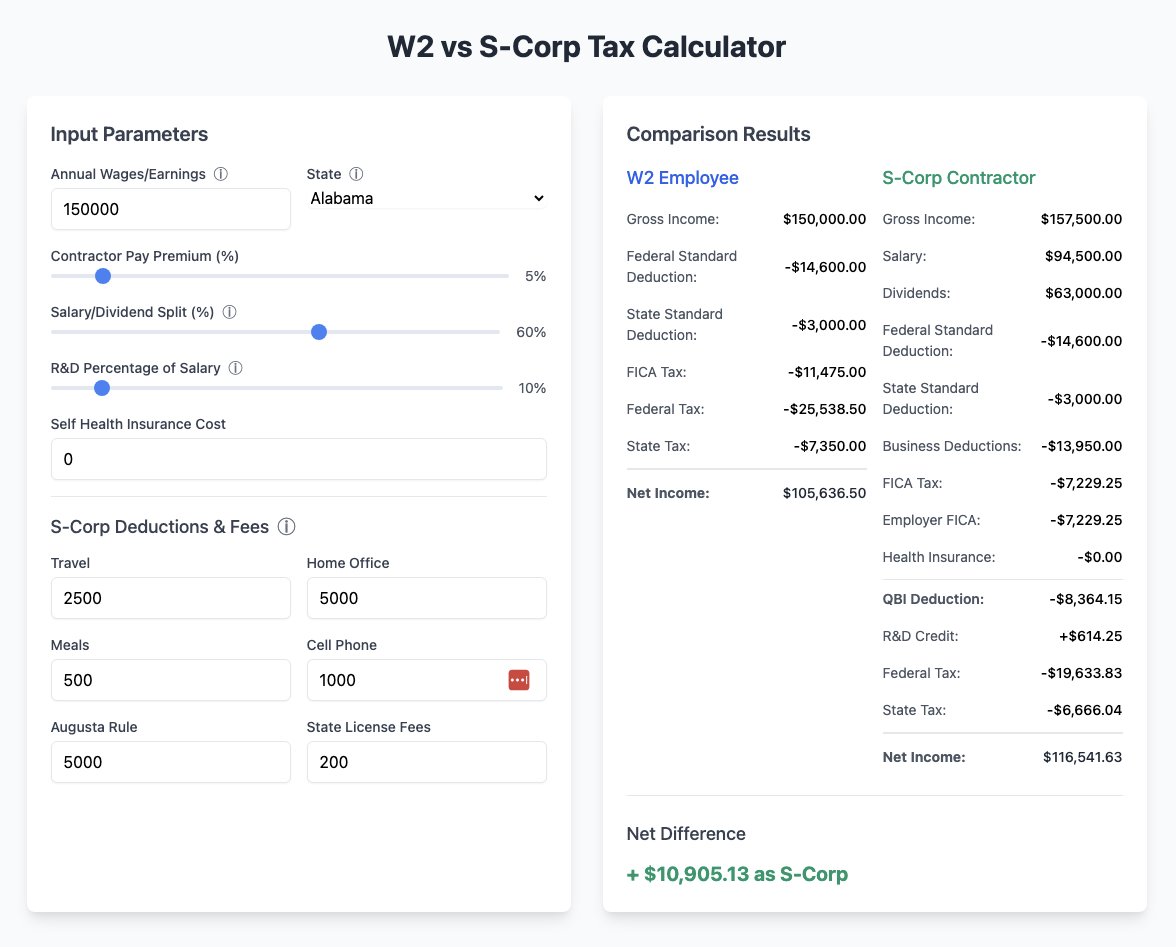 W2 vs S-Corp Tax Calculator
Input Parameters
Annual Wages/Earnings ⓘ
150000
State ⓘ
Alabama
Contractor Pay Premium (%)
5%
Salary/Dividend Split (%) ⓘ
60%
R&D Percentage of Salary ⓘ
10%
Self Health Insurance Cost
0
S-Corp Deductions & Fees ⓘ
Travel
2500
Home Office
5000
Meals
500
Cell Phone
1000
Augusta Rule
5000
State License Fees
200
Comparison Results
W2 Employee
Gross Income: $150,000.00
Federal Standard
Deduction: -$14,600.00
State Standard
Deduction: -$3,000.00
FICA Tax: -$11,475.00
Federal Tax: -$25,538.50
State Tax: -$7,350.00
Net Income: $105,636.50
S-Corp Contractor
Gross Income: $157,500.00
Salary: $94,500.00
Dividends: $63,000.00
Federal Standard
Deduction: -$14,600.00
State Standard
Deduction: -$3,000.00
Business Deductions: -$13,950.00
FICA Tax: -$7,229.25
Employer FICA: -$7,229.25
Health Insurance: -$0.00
QBI Deduction: -$8,364.15
R&D Credit: +$614.25
Federal Tax: -$19,633.83
State Tax: -$6,666.04
Net Income: $116,541.63
Net Difference
+ $10,905.13 as S-Corp